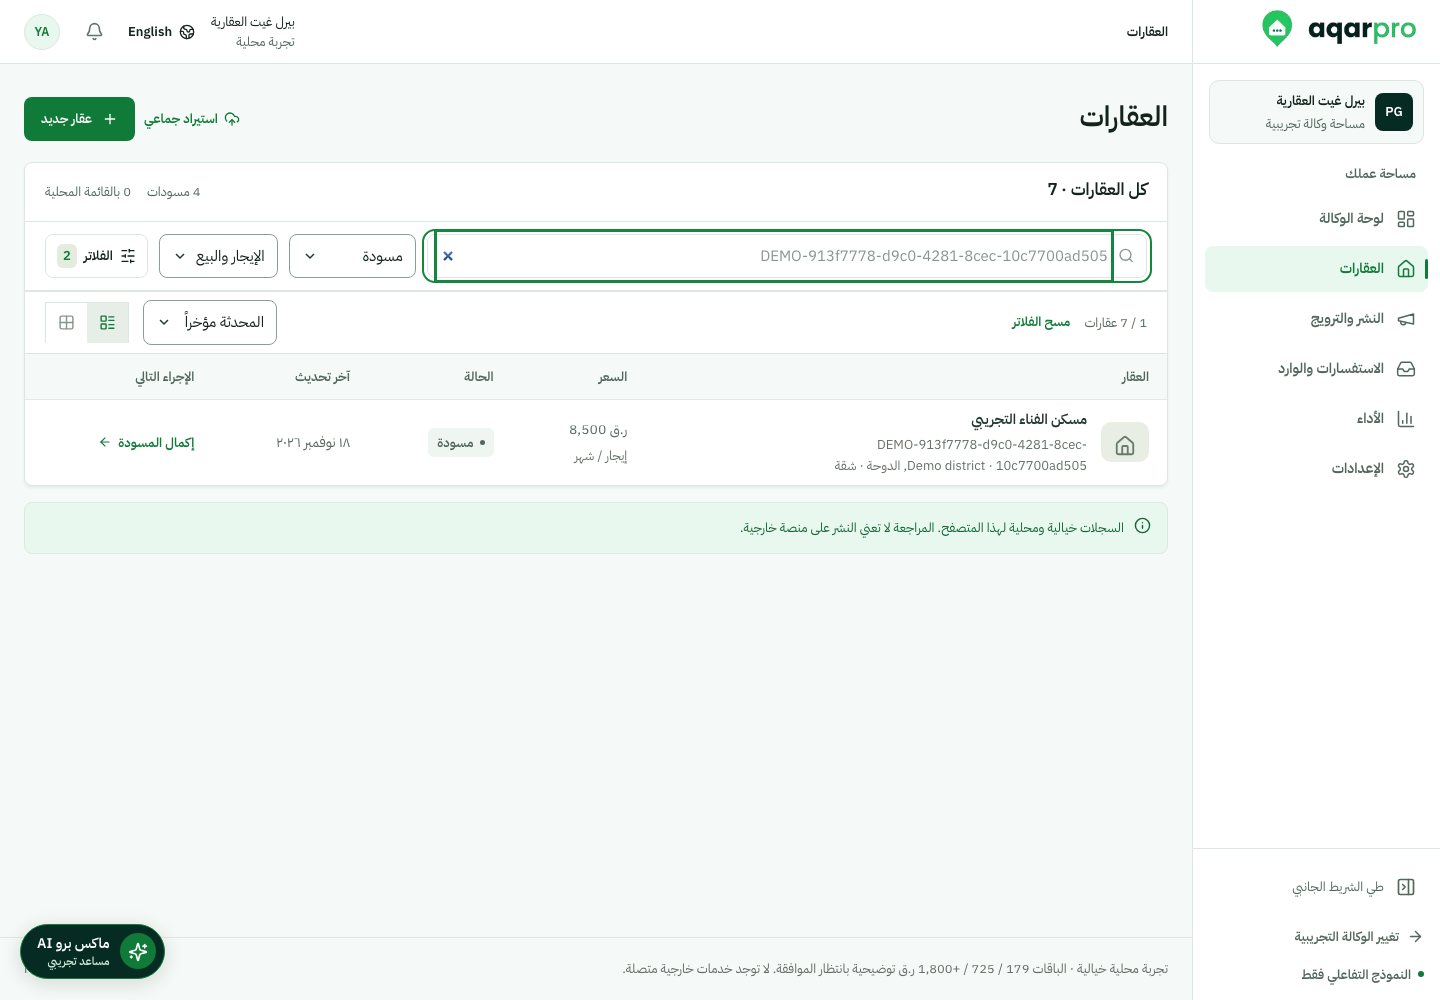 aqarpro
العقارات
English
بيرل غيت العقارية
تجربة محلية
YA
PG
بيرل غيت العقارية
مساحة وكالة تجريبية
مساحة عملك
لوحة الوكالة
العقارات
النشر والترويج
الاستفسارات والوارد
الأداء
الإعدادات
طي الشريط الجانبي
تغيير الوكالة التجريبية
النموذج التفاعلي فقط
العقارات
استيراد جماعي
عقار جديد
كل العقارات · 7
4 مسودات
0 بالقائمة المحلية
DEMO-913f7778-d9c0-4281-8cec-10c7700ad505
مسودة
الإيجار والبيع
الفلاتر 2
1 / 7 عقارات
مسح الفلاتر
المحدثة مؤخراً
العقار السعر الحالة آخر تحديث الإجراء التالي
مسكن الفناء التجريبي
DEMO-913f7778-d9c0-4281-8cec-
10c7700ad505 · Demo district, الدوحة · شقة
ر.ق 8,500
إيجار / شهر
مسودة
١٨ نوفمبر ٢٠٢٦
إكمال المسودة
السجلات خيالية ومحلية لهذا المتصفح. المراجعة لا تعني النشر على منصة خارجية.
تجربة محلية خيالية · الباقات 179 / 725 / +1,800 ر.ق توضيحية بانتظار الموافقة. لا توجد خدمات خارجية متصلة.
ماكس برو AI
مساعد تجريبي